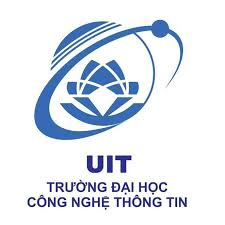 UIT
TRƯỜNG ĐẠI HỌC
CÔNG NGHỆ THÔNG TIN